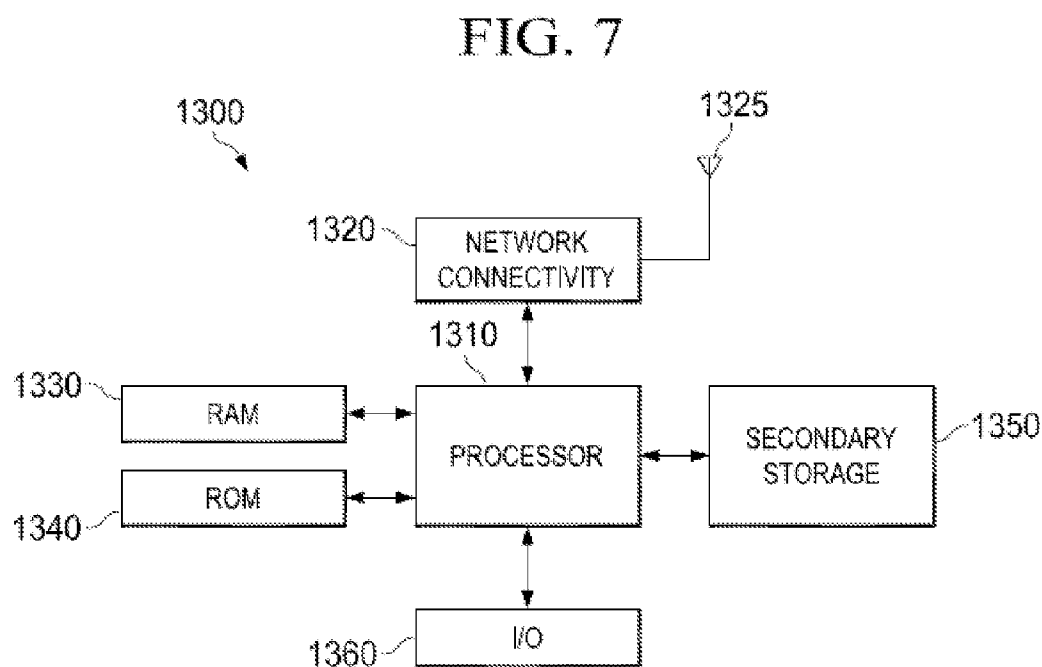 FIG. 7
1300
1325
1320
NETWORK
CONNECTIVITY
1310
1330
RAM
PROCESSOR
SECONDARY
STORAGE
1350
ROM
1340
I/O
1360